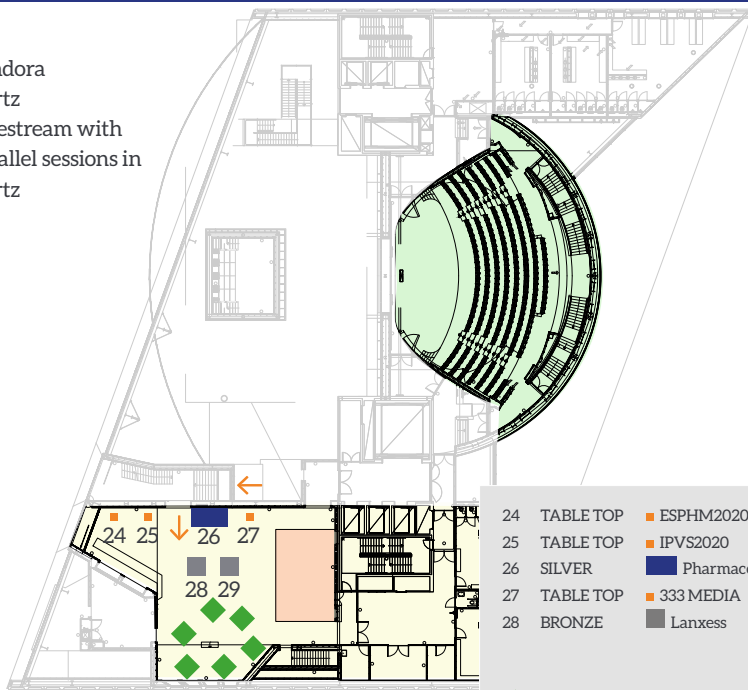 dora
rtz
estream with
allel sessions in
rtz
24 25 26 27
28 29
24 TABLE TOP ESPHM2020
25 TABLE TOP IPVS2020
26 SILVER Pharmac
27 TABLE TOP 333 MEDIA
28 BRONZE Lanxess